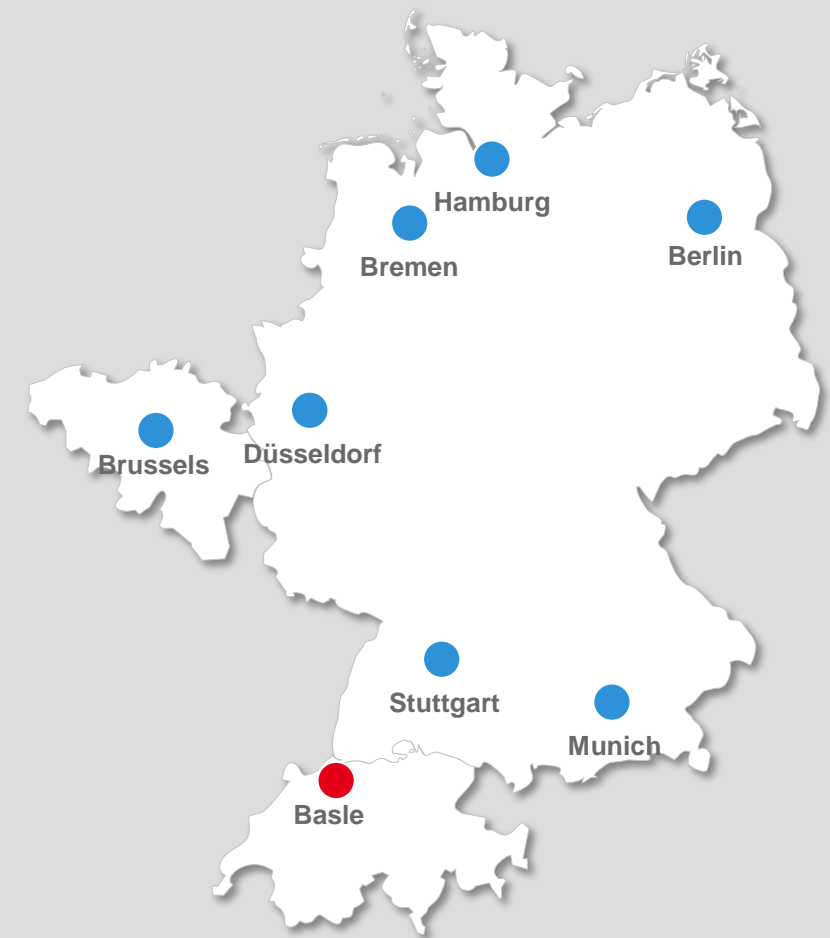 Hamburg
Bremen
Berlin
Brussels
Düsseldorf
Stuttgart
Munich
Basle